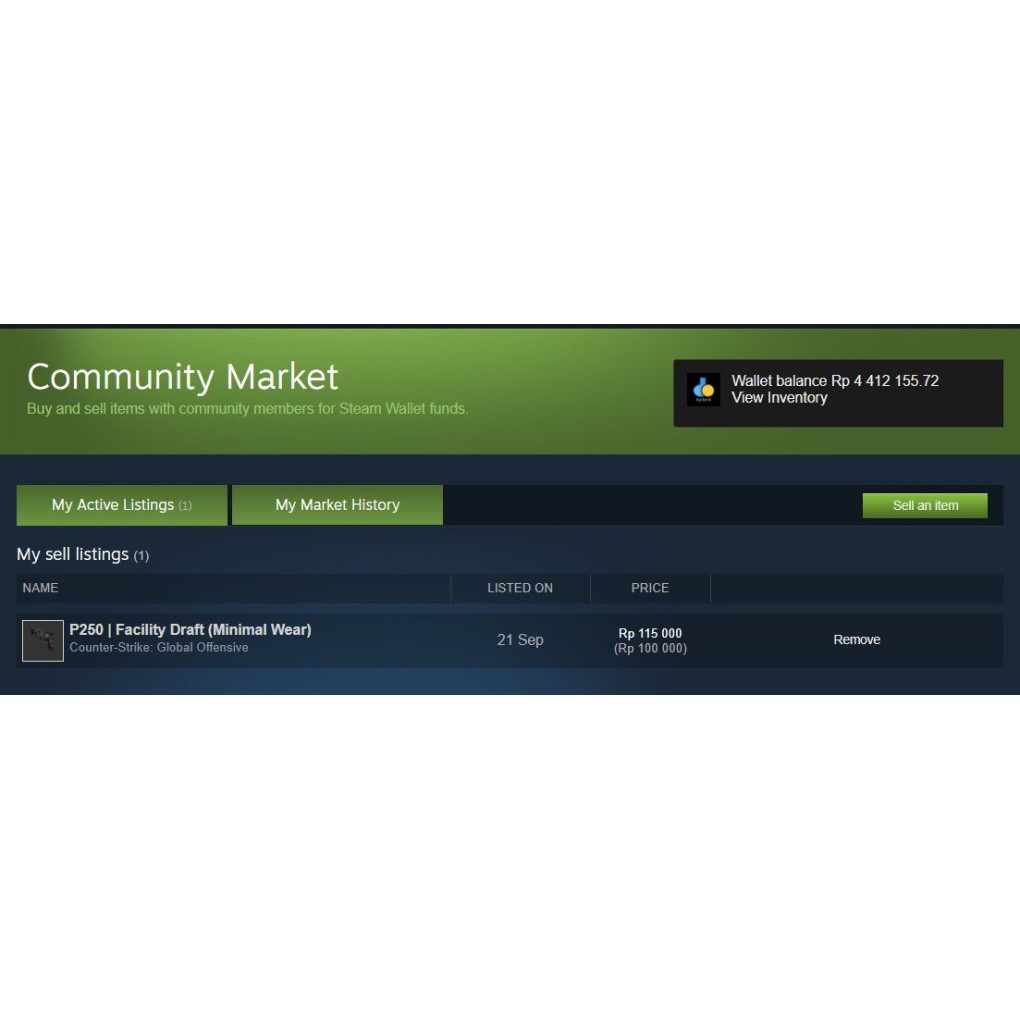 Community Market
Buy and sell items with community members for Steam Wallet funds.
Wallet balance Rp 4 412 155.72
View Inventory
My Active Listings (1)
My Market History
Sell an item
My sell listings (1)
NAME
LISTED ON
PRICE
P250 | Facility Draft (Minimal Wear)
Counter-Strike: Global Offensive
21 Sep
Rp 115 000
(Rp 100 000)
Remove